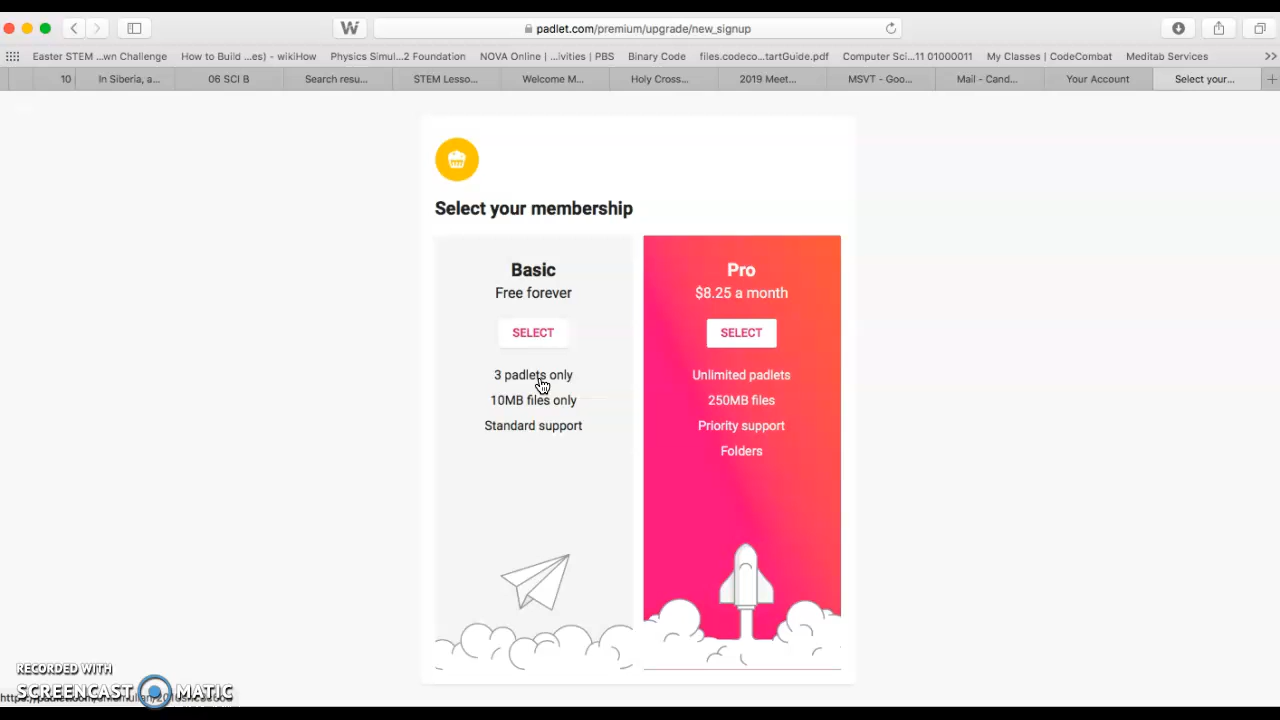 W
padlet.com/premium/upgrade/new_signup
Easter STEM ...wn Challenge How to Build ...es) - wikiHow Physics Simul...2 Foundation NOVA Online | ...ivities | PBS Binary Code files.codeco...tartGuide.pdf Computer Sci...11 01000011 My Classes | CodeCombat Meditab Services
10 In Siberia, a... 06 SCI B Search resu... STEM Lesso... Welcome M... Holy Cross... 2019 Meet... MSVT - Goo... Mail - Cand... Your Account Select your...
Select your membership
Basic
Free forever
SELECT
3 padlets only
10MB files only
Standard support
Pro
$8.25 a month
SELECT
Unlimited padlets
250MB files
Priority support
Folders
RECORDED WITH
SCREENCAST MATIC